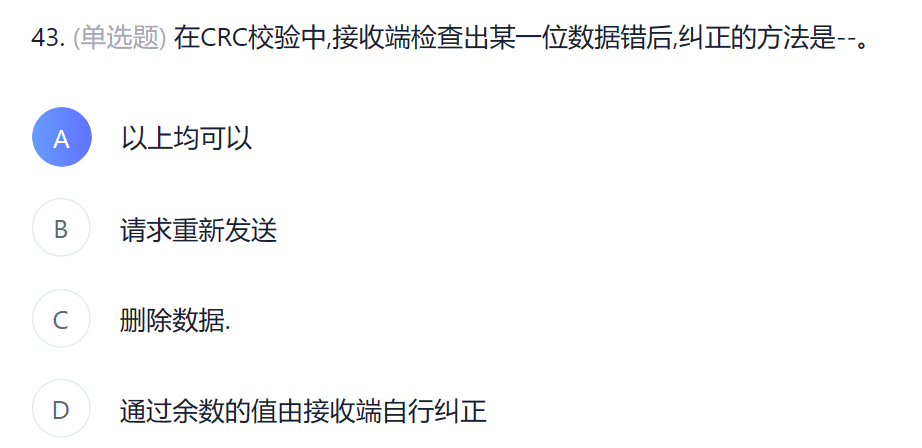 43. (单选题) 在CRC校验中,接收端检查出某一位数据错后,纠正的方法是--。
A 以上均可以
B 请求重新发送
C 删除数据.
D 通过余数的值由接收端自行纠正